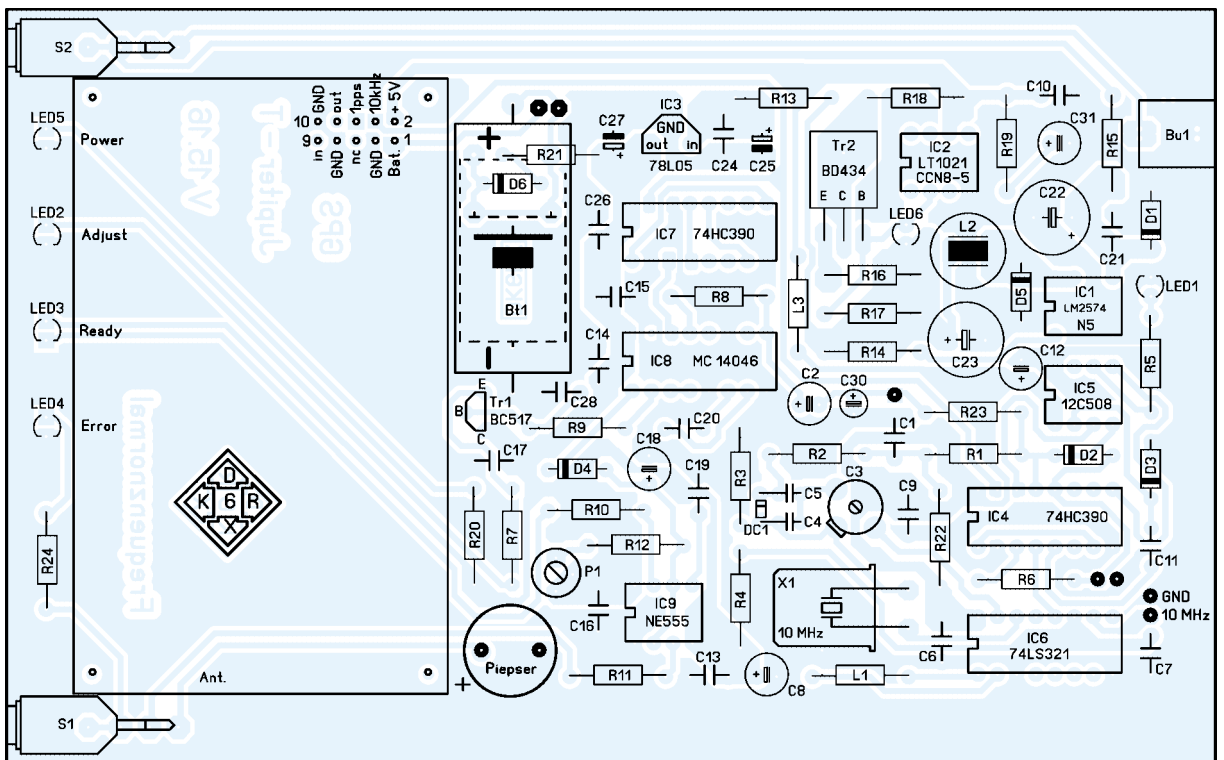 S2
GND
out
1pps
10kHz
+ 5V
10
2
9
1
in
GND
nc
GND
Bat.
LED5
Power
LED2
Adjust
LED3
Ready
LED4
Error
V15.16
Jupiter-T
GPS
Frequenznormal
D
K 6 R
X
R24
Ant.
S1
+
Bt1
−
R21
D6
C27
+
IC3
GND
out in
78L05
C24
+
C25
R13
R18
C10
C31
+
R19
R15
Bu1
Tr2
BD434
E C B
IC2
LT1021
CCN8-5
C22
+
D1
C21
LED6
L2
C26
IC7 74HC390
R16
D5
IC1
LM2574
N5
LED1
C15
R8
L3
R17
C14
IC8 MC 14046
R14
+
C23
C12
+
R5
IC5
12C508
E
B
C
Tr1
BC517
C28
C2
+
C30
+
R23
R9
C20
C1
C17
C18
+
R3
R2
R1
D2
D3
D4
C19
C5
C3
DC1
C4
C9
R10
R20
R7
R22
IC4 74HC390
R12
C11
P1
R4
X1
10 MHz
R6
GND
10 MHz
C16
IC9
NE555
Piepser
+
C6
IC6
74LS321
C7
R11
C13
+
C8
L1